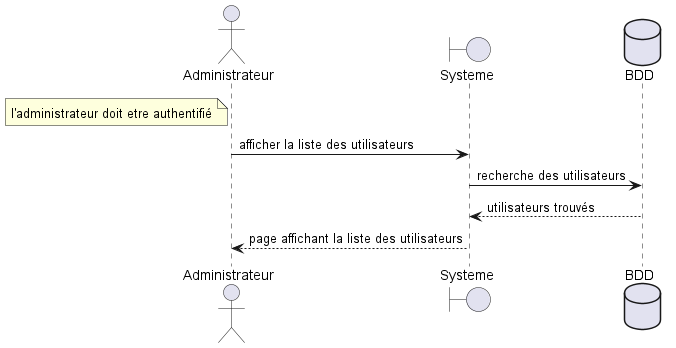 Administrateur
Systeme
BDD
l'administrateur doit etre authentifié
afficher la liste des utilisateurs
recherche des utilisateurs
utilisateurs trouvés
page affichant la liste des utilisateurs
Administrateur
Systeme
BDD